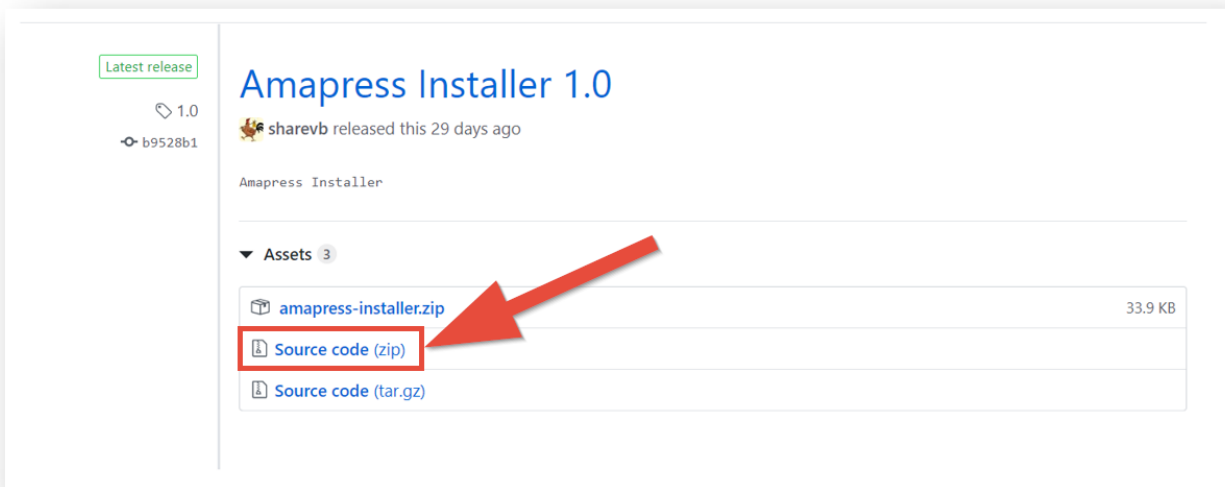 Latest release
1.0
b9528b1
Amapress Installer 1.0
sharevb released this 29 days ago
Amapress Installer
Assets 3
amapress-installer.zip 33.9 KB
Source code (zip)
Source code (tar.gz)